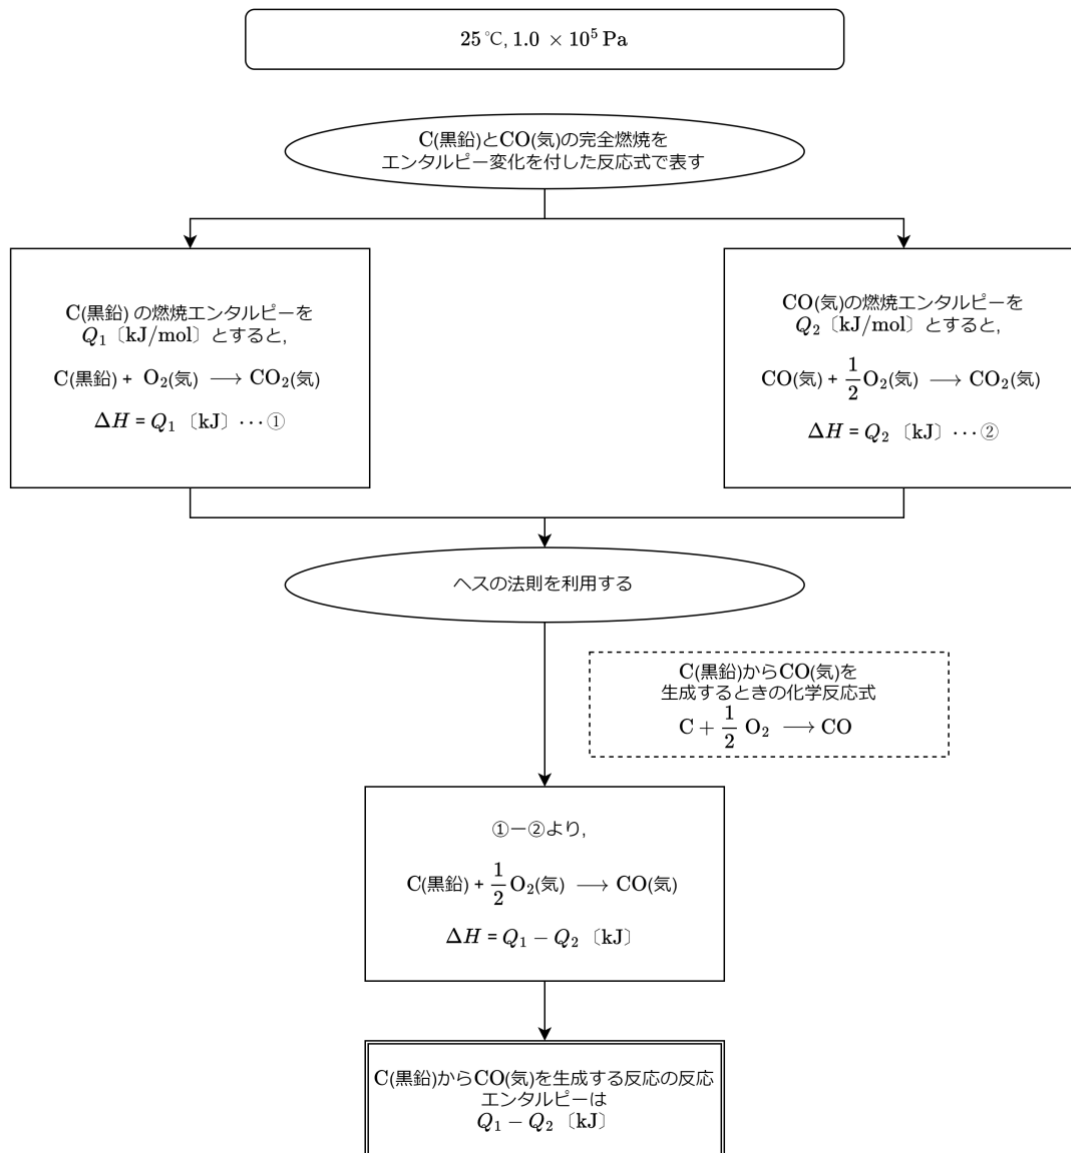 25 ℃, 1.0 × 10⁵ Pa
C(黒鉛)とCO(気)の完全燃焼を
エンタルピー変化を付した反応式で表す
C(黒鉛) の燃焼エンタルピーを
Q₁〔kJ/mol〕とすると,
C(黒鉛) + O₂(気) ⟶ CO₂(気)
ΔH = Q₁ 〔kJ〕⋯①
CO(気)の燃焼エンタルピーを
Q₂〔kJ/mol〕とすると,
CO(気) + 1/2 O₂(気) ⟶ CO₂(気)
ΔH = Q₂ 〔kJ〕⋯②
ヘスの法則を利用する
C(黒鉛)からCO(気)を
生成するときの化学反応式
C + 1/2 O₂ ⟶ CO
①－②より,
C(黒鉛) + 1/2 O₂(気) ⟶ CO(気)
ΔH = Q₁ − Q₂ 〔kJ〕
C(黒鉛)からCO(気)を生成する反応の反応
エンタルピーは
Q₁ − Q₂ 〔kJ〕